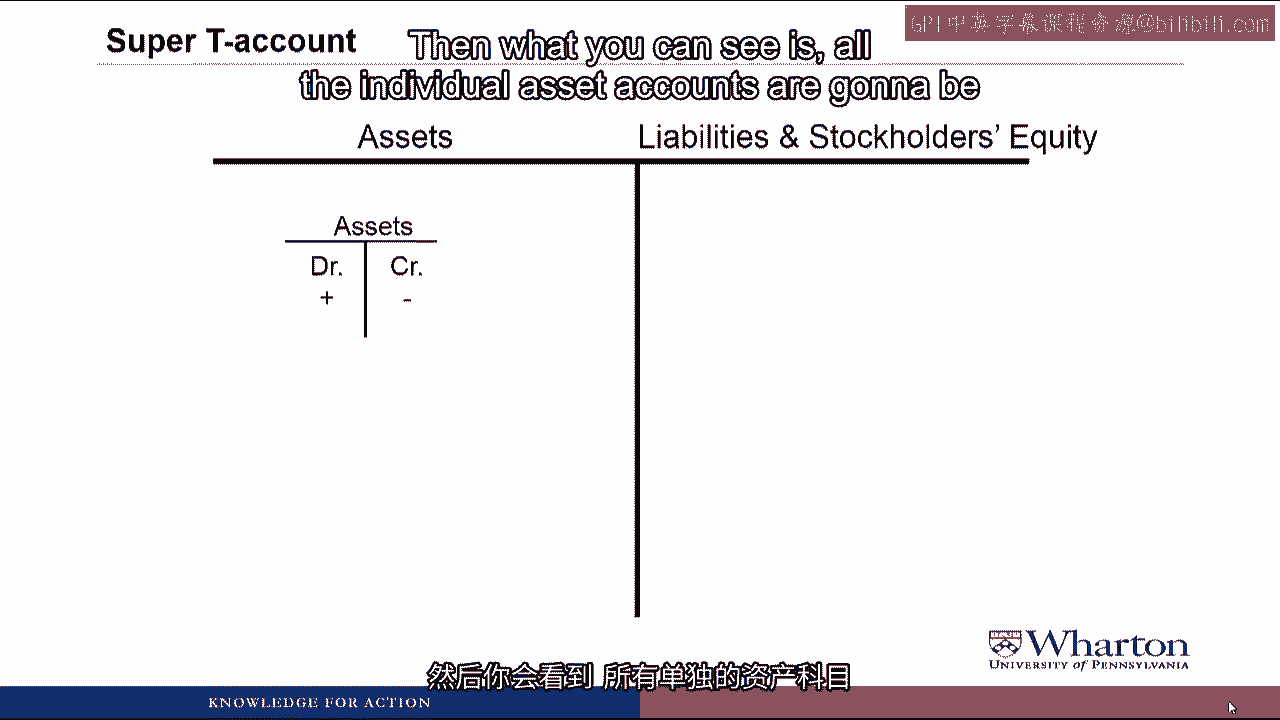 GPT中英字幕课程资源@bilibili.com
Super T-account
Then what you can see is, all
the individual asset accounts are gonna be
Assets
Liabilities & Stockholders’ Equity
Assets
Dr. Cr.
+ -
Wharton
UNIVERSITY of PENNSYLVANIA
然后你会看到 所有单独的资产科目
KNOWLEDGE FOR ACTION